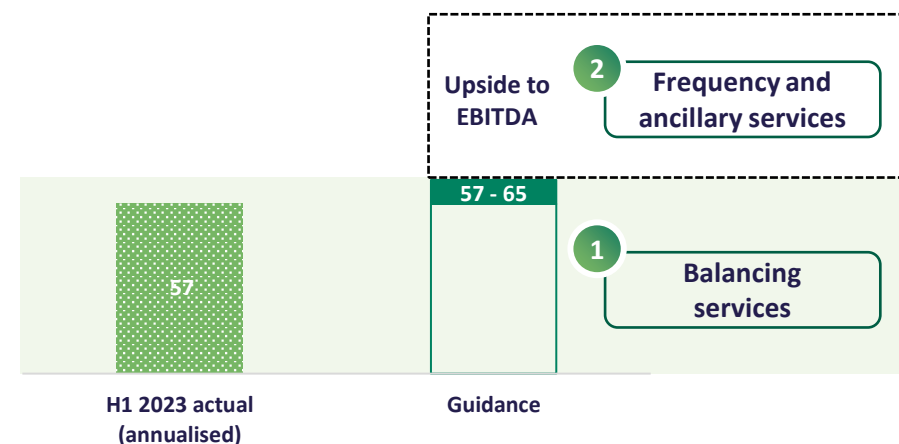 Upside to
EBITDA
2
Frequency and
ancillary services
57 - 65
57
1
Balancing
services
H1 2023 actual
(annualised)
Guidance